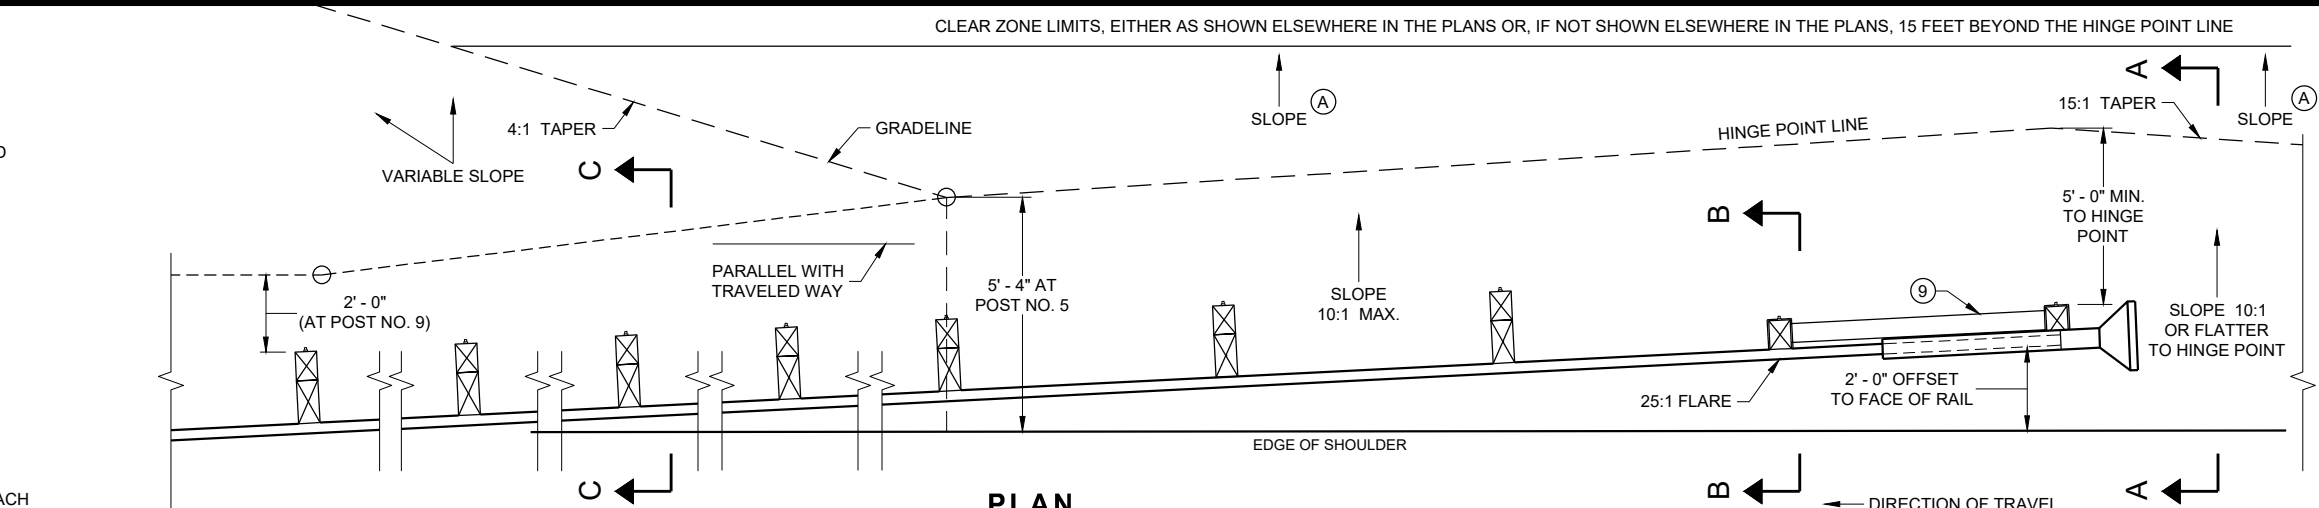 CLEAR ZONE LIMITS, EITHER AS SHOWN ELSEWHERE IN THE PLANS OR, IF NOT SHOWN ELSEWHERE IN THE PLANS, 15 FEET BEYOND THE HINGE POINT LINE
A
15:1 TAPER
SLOPE
A
SLOPE
A
4:1 TAPER
GRADELINE
HINGE POINT LINE
C
VARIABLE SLOPE
B
5' - 0" MIN.
TO HINGE
POINT
PARALLEL WITH
TRAVELED WAY
5' - 4" AT
POST NO. 5
SLOPE
10:1 MAX.
9
2' - 0"
(AT POST NO. 9)
SLOPE 10:1
OR FLATTER
TO HINGE POINT
25:1 FLARE
2' - 0" OFFSET
TO FACE OF RAIL
EDGE OF SHOULDER
C
B
A
ACH
PLAN
DIRECTION OF TRAVEL